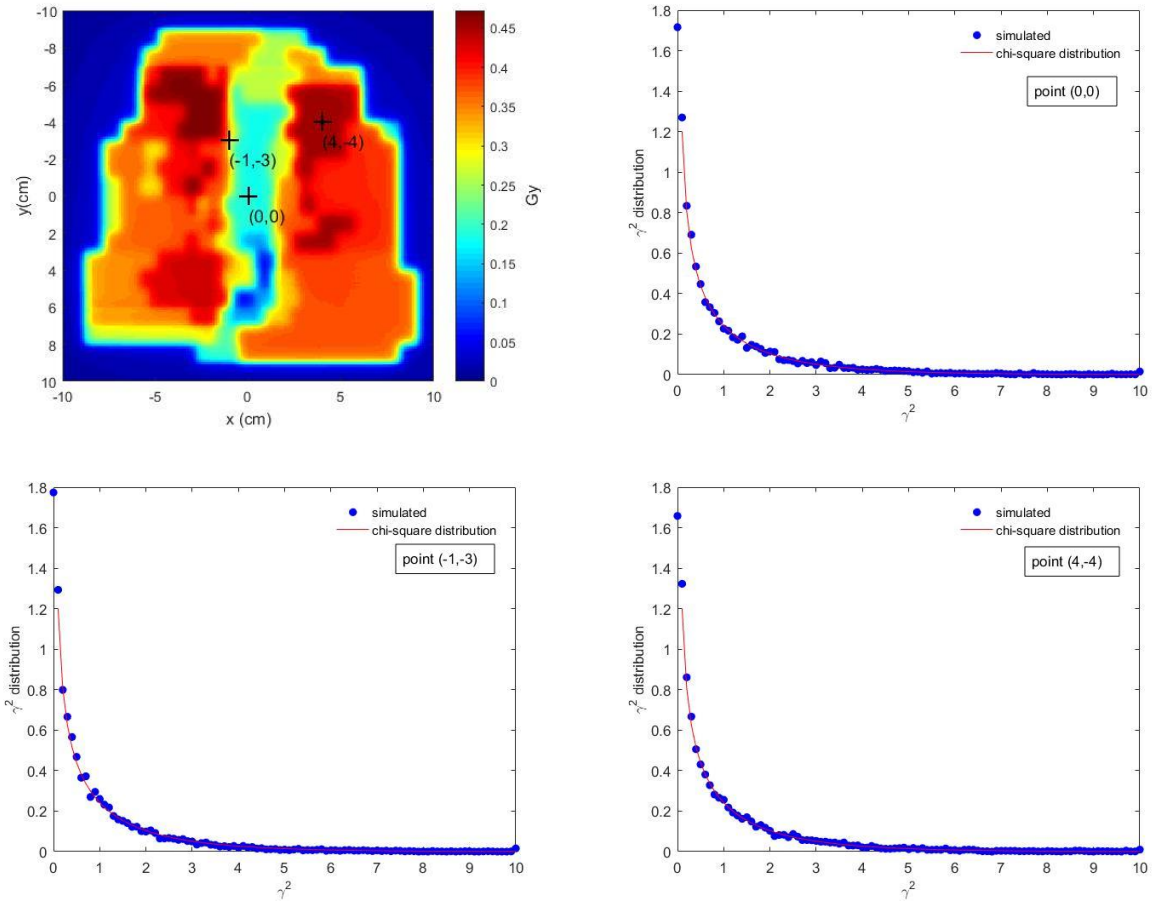 -10
-8
-6
-4
-2
0
2
4
6
8
10
y(cm)
-10
-5
0
5
10
x (cm)
(-1,-3)
(4,-4)
(0,0)
0.45
0.4
0.35
0.3
0.25
0.2
0.15
0.1
0.05
0
Gy
1.8
1.6
1.4
1.2
1
0.8
0.6
0.4
0.2
0
γ² distribution
0 1 2 3 4 5 6 7 8 9 10
γ²
simulated
chi-square distribution
point (0,0)
1.8
1.6
1.4
1.2
1
0.8
0.6
0.4
0.2
0
γ² distribution
0 1 2 3 4 5 6 7 8 9 10
γ²
simulated
chi-square distribution
point (-1,-3)
1.8
1.6
1.4
1.2
1
0.8
0.6
0.4
0.2
0
γ² distribution
0 1 2 3 4 5 6 7 8 9 10
γ²
simulated
chi-square distribution
point (4,-4)